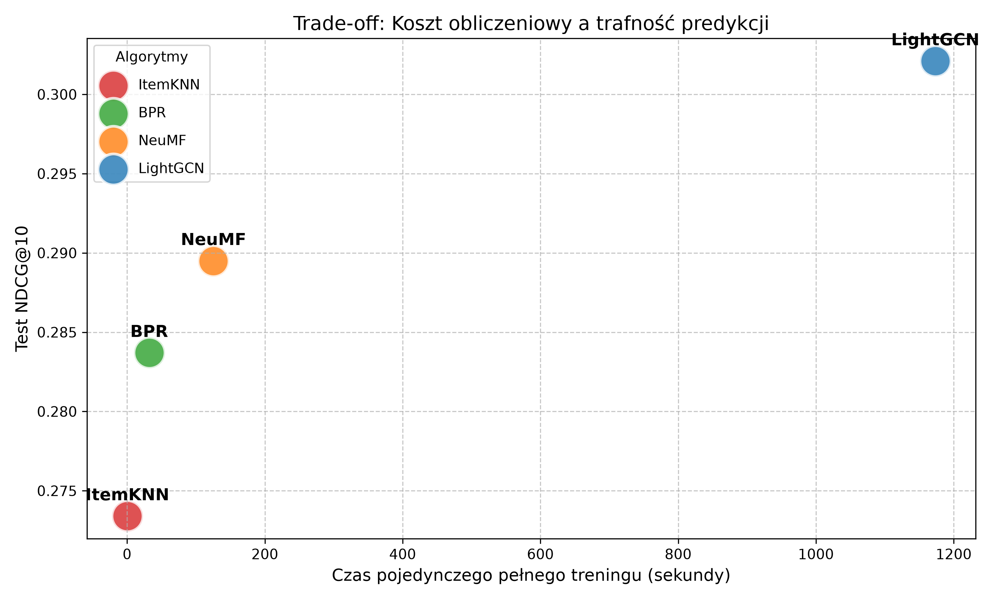 Trade-off: Koszt obliczeniowy a trafność predykcji
LightGCN
Algorytmy
ItemKNN
BPR
NeuMF
LightGCN
0.300
0.295
0.290
0.285
0.280
0.275
Test NDCG@10
NeuMF
BPR
ItemKNN
0 200 400 600 800 1000 1200
Czas pojedynczego pełnego treningu (sekundy)